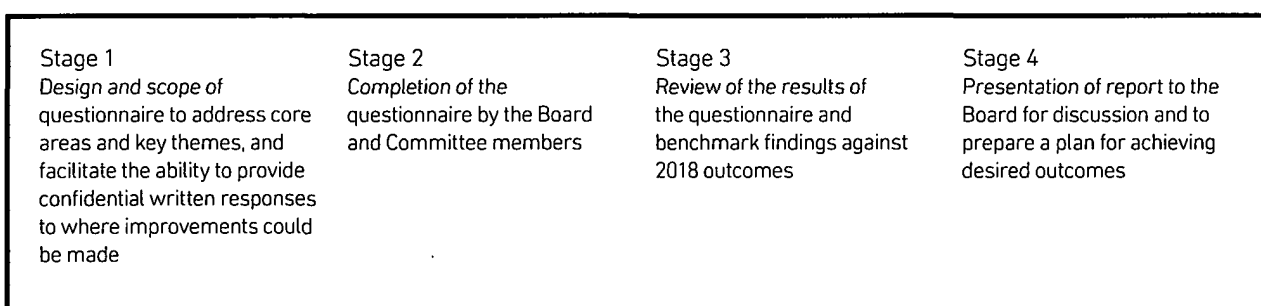 Stage 1
Design and scope of
questionnaire to address core
areas and key themes, and
facilitate the ability to provide
confidential written responses
to where improvements could
be made
Stage 2
Completion of the
questionnaire by the Board
and Committee members
Stage 3
Review of the results of
the questionnaire and
benchmark findings against
2018 outcomes
Stage 4
Presentation of report to the
Board for discussion and to
prepare a plan for achieving
desired outcomes